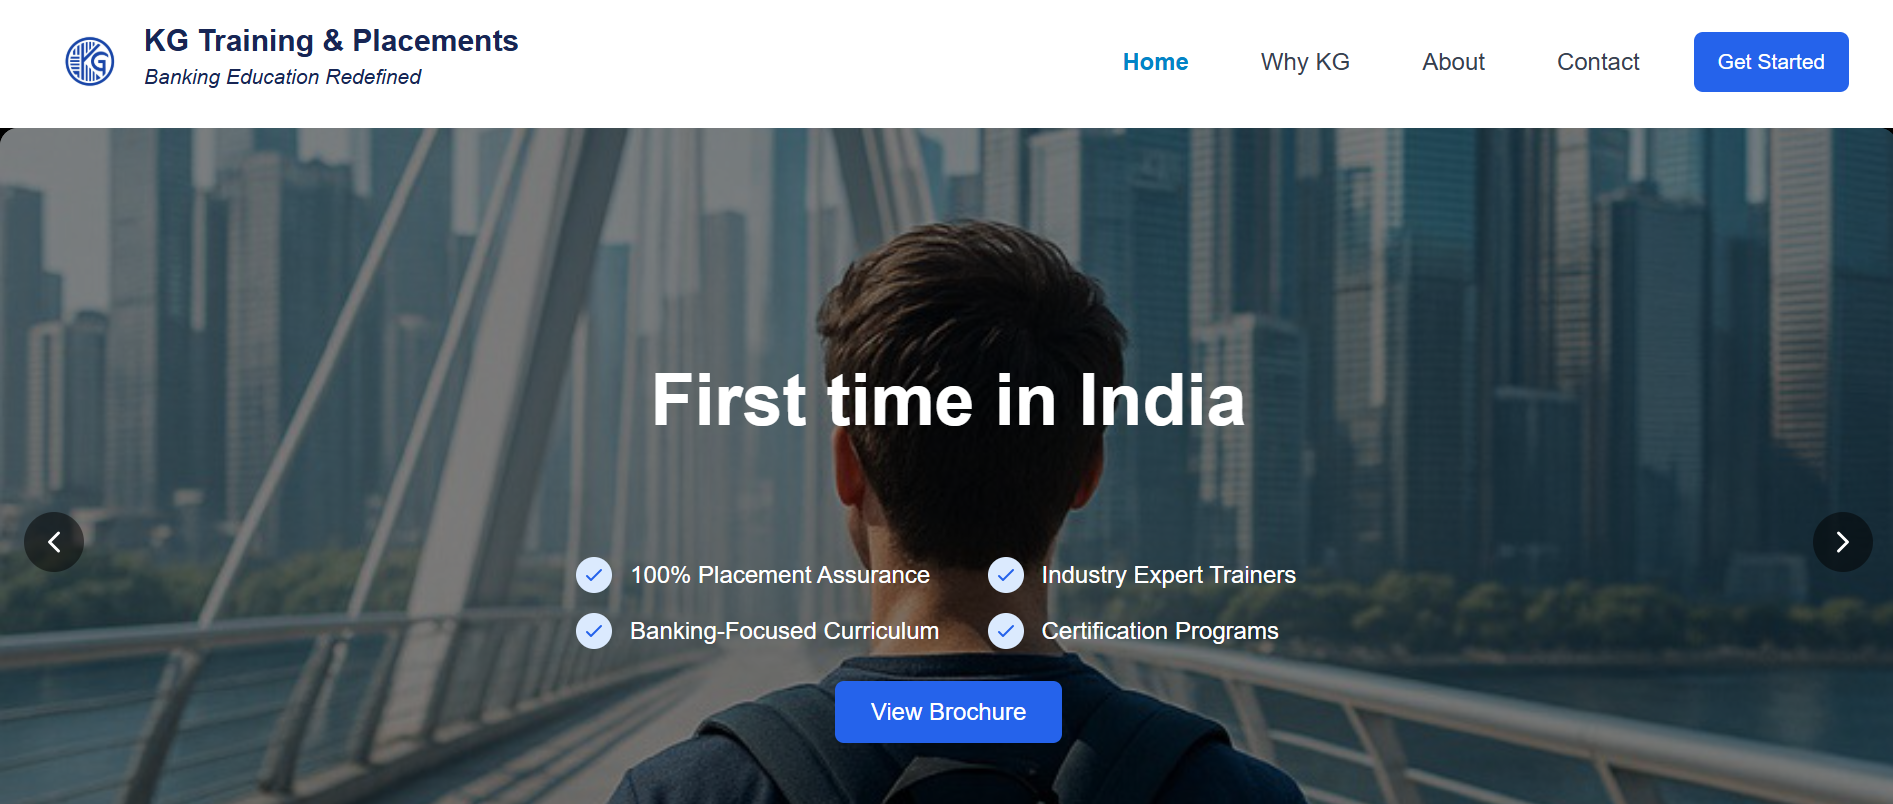 KG
KG Training & Placements
Banking Education Redefined
Home
Why KG
About
Contact
Get Started
First time in India
100% Placement Assurance
Industry Expert Trainers
Banking-Focused Curriculum
Certification Programs
View Brochure